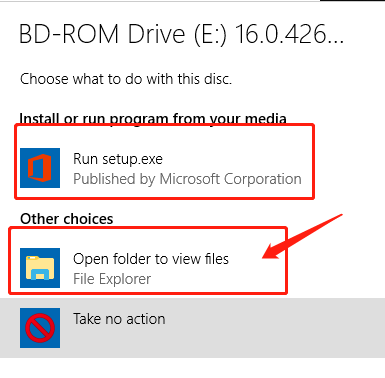 BD-ROM Drive (E:) 16.0.426...
Choose what to do with this disc.
Install or run program from your media
Run setup.exe
Published by Microsoft Corporation
Other choices
Open folder to view files
File Explorer
Take no action